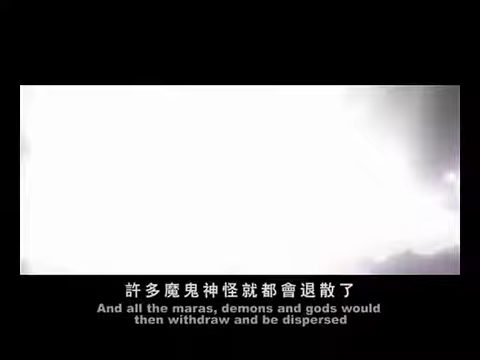 許多魔鬼神怪就都會退散了
And all the maras, demons and gods would
then withdraw and be dispersed